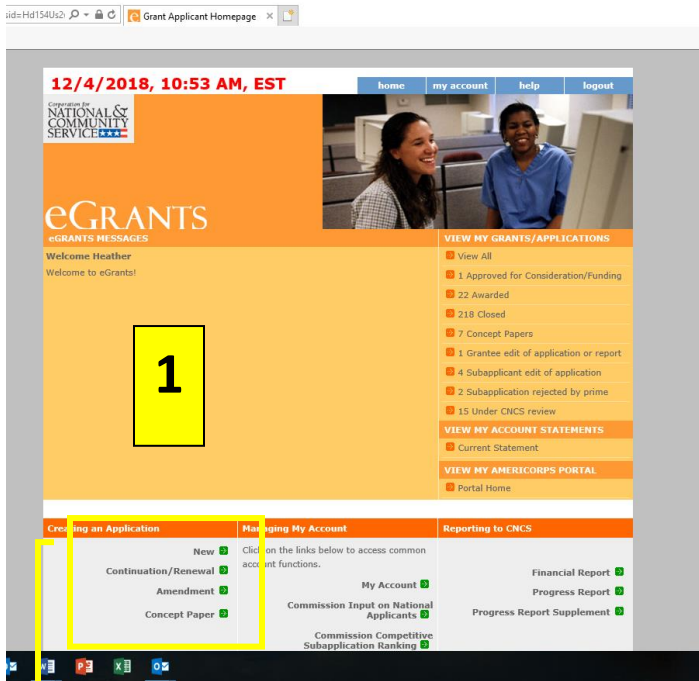 sid=Hd154Us2
Grant Applicant Homepage
12/4/2018, 10:53 AM, EST
home
my account
help
logout
Corporation for
NATIONAL &
COMMUNITY
SERVICE
eGRANTS
eGRANTS MESSAGES
Welcome Heather
Welcome to eGrants!
1
VIEW MY GRANTS/APPLICATIONS
View All
1 Approved for Consideration/Funding
22 Awarded
218 Closed
7 Concept Papers
1 Grantee edit of application or report
4 Subapplicant edit of application
2 Subapplication rejected by prime
15 Under CNCS review
VIEW MY ACCOUNT STATEMENTS
Current Statement
VIEW MY AMERICORPS PORTAL
Portal Home
Creating an Application
New
Continuation/Renewal
Amendment
Concept Paper
Managing My Account
Click on the links below to access common
account functions.
My Account
Commission Input on National
Applicants
Commission Competitive
Subapplication Ranking
Reporting to CNCS
Financial Report
Progress Report
Progress Report Supplement